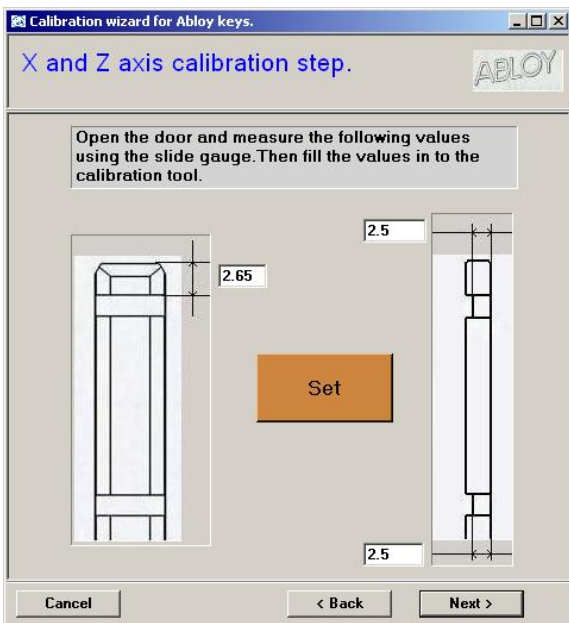 Calibration wizard for Abloy keys.
X and Z axis calibration step.
ABLOY
Open the door and measure the following values
using the slide gauge.Then fill the values in to the
calibration tool.
2.5
2.65
Set
2.5
Cancel
< Back
Next >